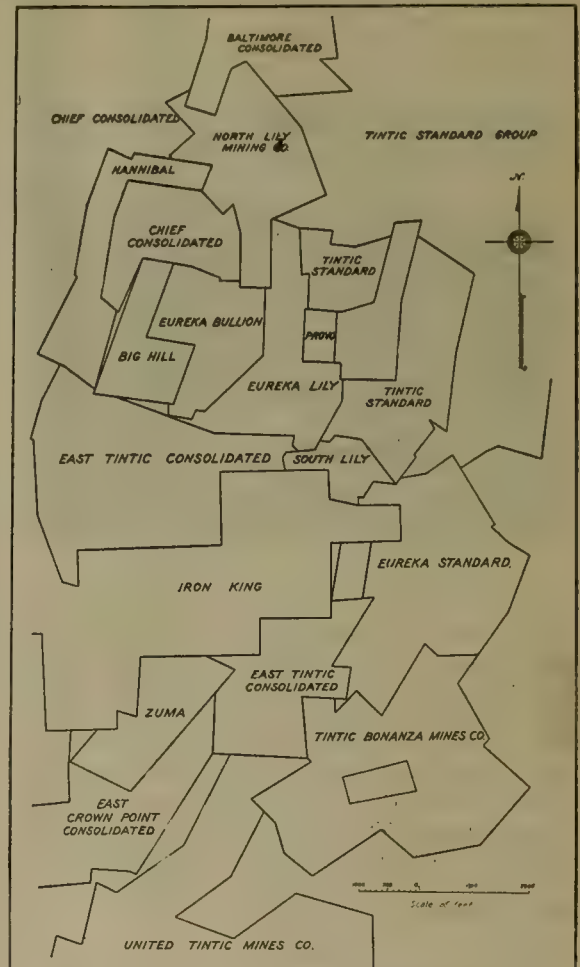 BALTIMORE
CONSOLIDATED
CHIEF CONSOLIDATED
NORTH LILY
MINING CO.
TINTIC STANDARD GROUP
HANNIBAL
N.
CHIEF
CONSOLIDATED
TINTIC
STANDARD
EUREKA BULLION
PROVO
BIG HILL
EUREKA LILY
TINTIC
STANDARD
EAST TINTIC CONSOLIDATED
SOUTH LILY
EUREKA STANDARD.
IRON KING
EAST TINTIC
CONSOLIDATED
ZUMA
TINTIC BONANZA MINES CO.
EAST
CROWN POINT
CONSOLIDATED
Scale of feet
UNITED TINTIC MINES CO.